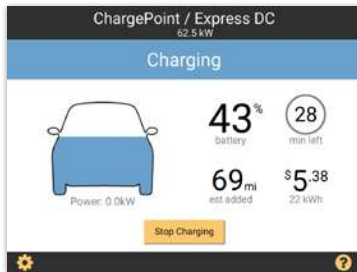 ChargePoint / Express DC
62.5 kW
Charging
43%
battery
28
min left
69mi
est added
$5.38
22 kWh
Power: 0.0kW
Stop Charging
?